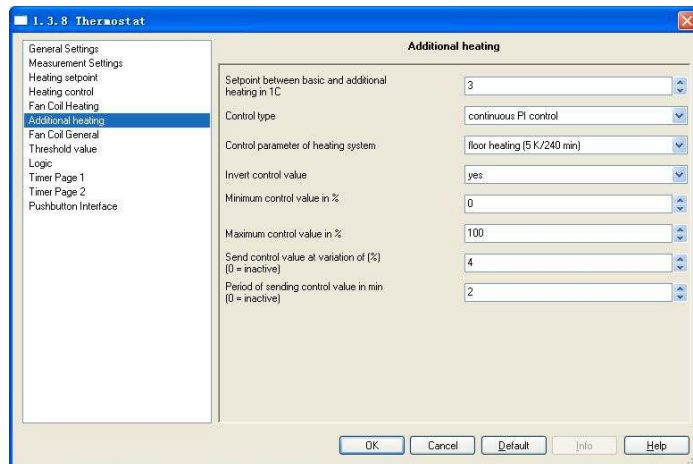 1.3.8 Thermostat
General Settings
Measurement Settings
Heating setpoint
Heating control
Fan Coil Heating
Additional heating
Fan Coil General
Threshold value
Logic
Timer Page 1
Timer Page 2
Pushbutton Interface
Additional heating
Setpoint between basic and additional
heating in 1C
3
Control type
continuous PI control
Control parameter of heating system
floor heating (5 K/240 min)
Invert control value
yes
Minimum control value in %
0
Maximum control value in %
100
Send control value at variation of (%)
(0 = inactive)
4
Period of sending control value in min
(0 = inactive)
2
OK
Cancel
Default
Info
Help